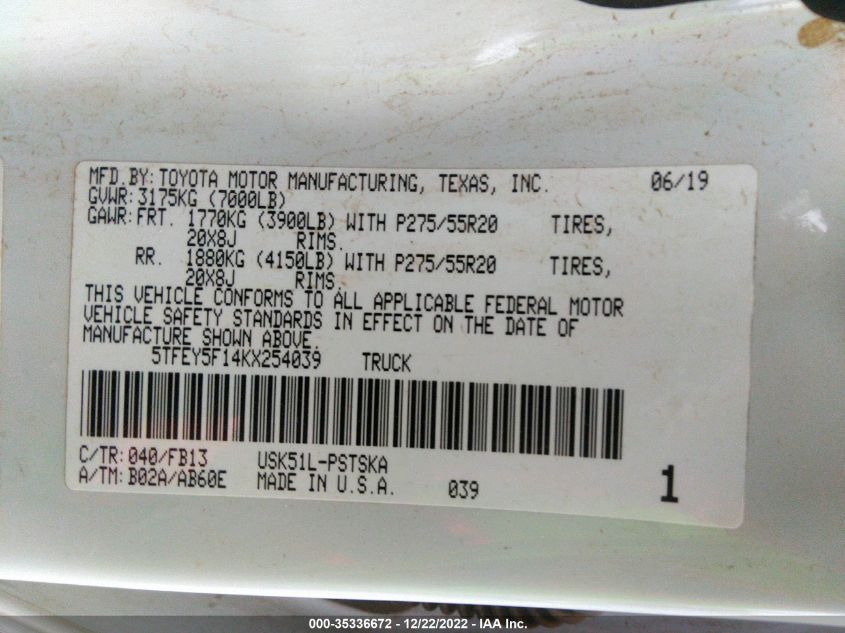 MFD.BY: TOYOTA MOTOR MANUFACTURING, TEXAS, INC. 06/19
GVWR: 3175KG (7000LB)
GAWR: FRT. 1770KG (3900LB) WITH P275/55R20 TIRES,
20X8J RIMS.
RR. 1880KG (4150LB) WITH P275/55R20 TIRES,
20X8J RIMS.
THIS VEHICLE CONFORMS TO ALL APPLICABLE FEDERAL MOTOR
VEHICLE SAFETY STANDARDS IN EFFECT ON THE DATE OF
MANUFACTURE SHOWN ABOVE.
5TFEY5F14KX254039 TRUCK
C/TR: 040/FB13 USK51L-PSTSKA
A/TM: B02A/AB60E MADE IN U.S.A. 039 1
000-35336672 - 12/22/2022 - IAA Inc.